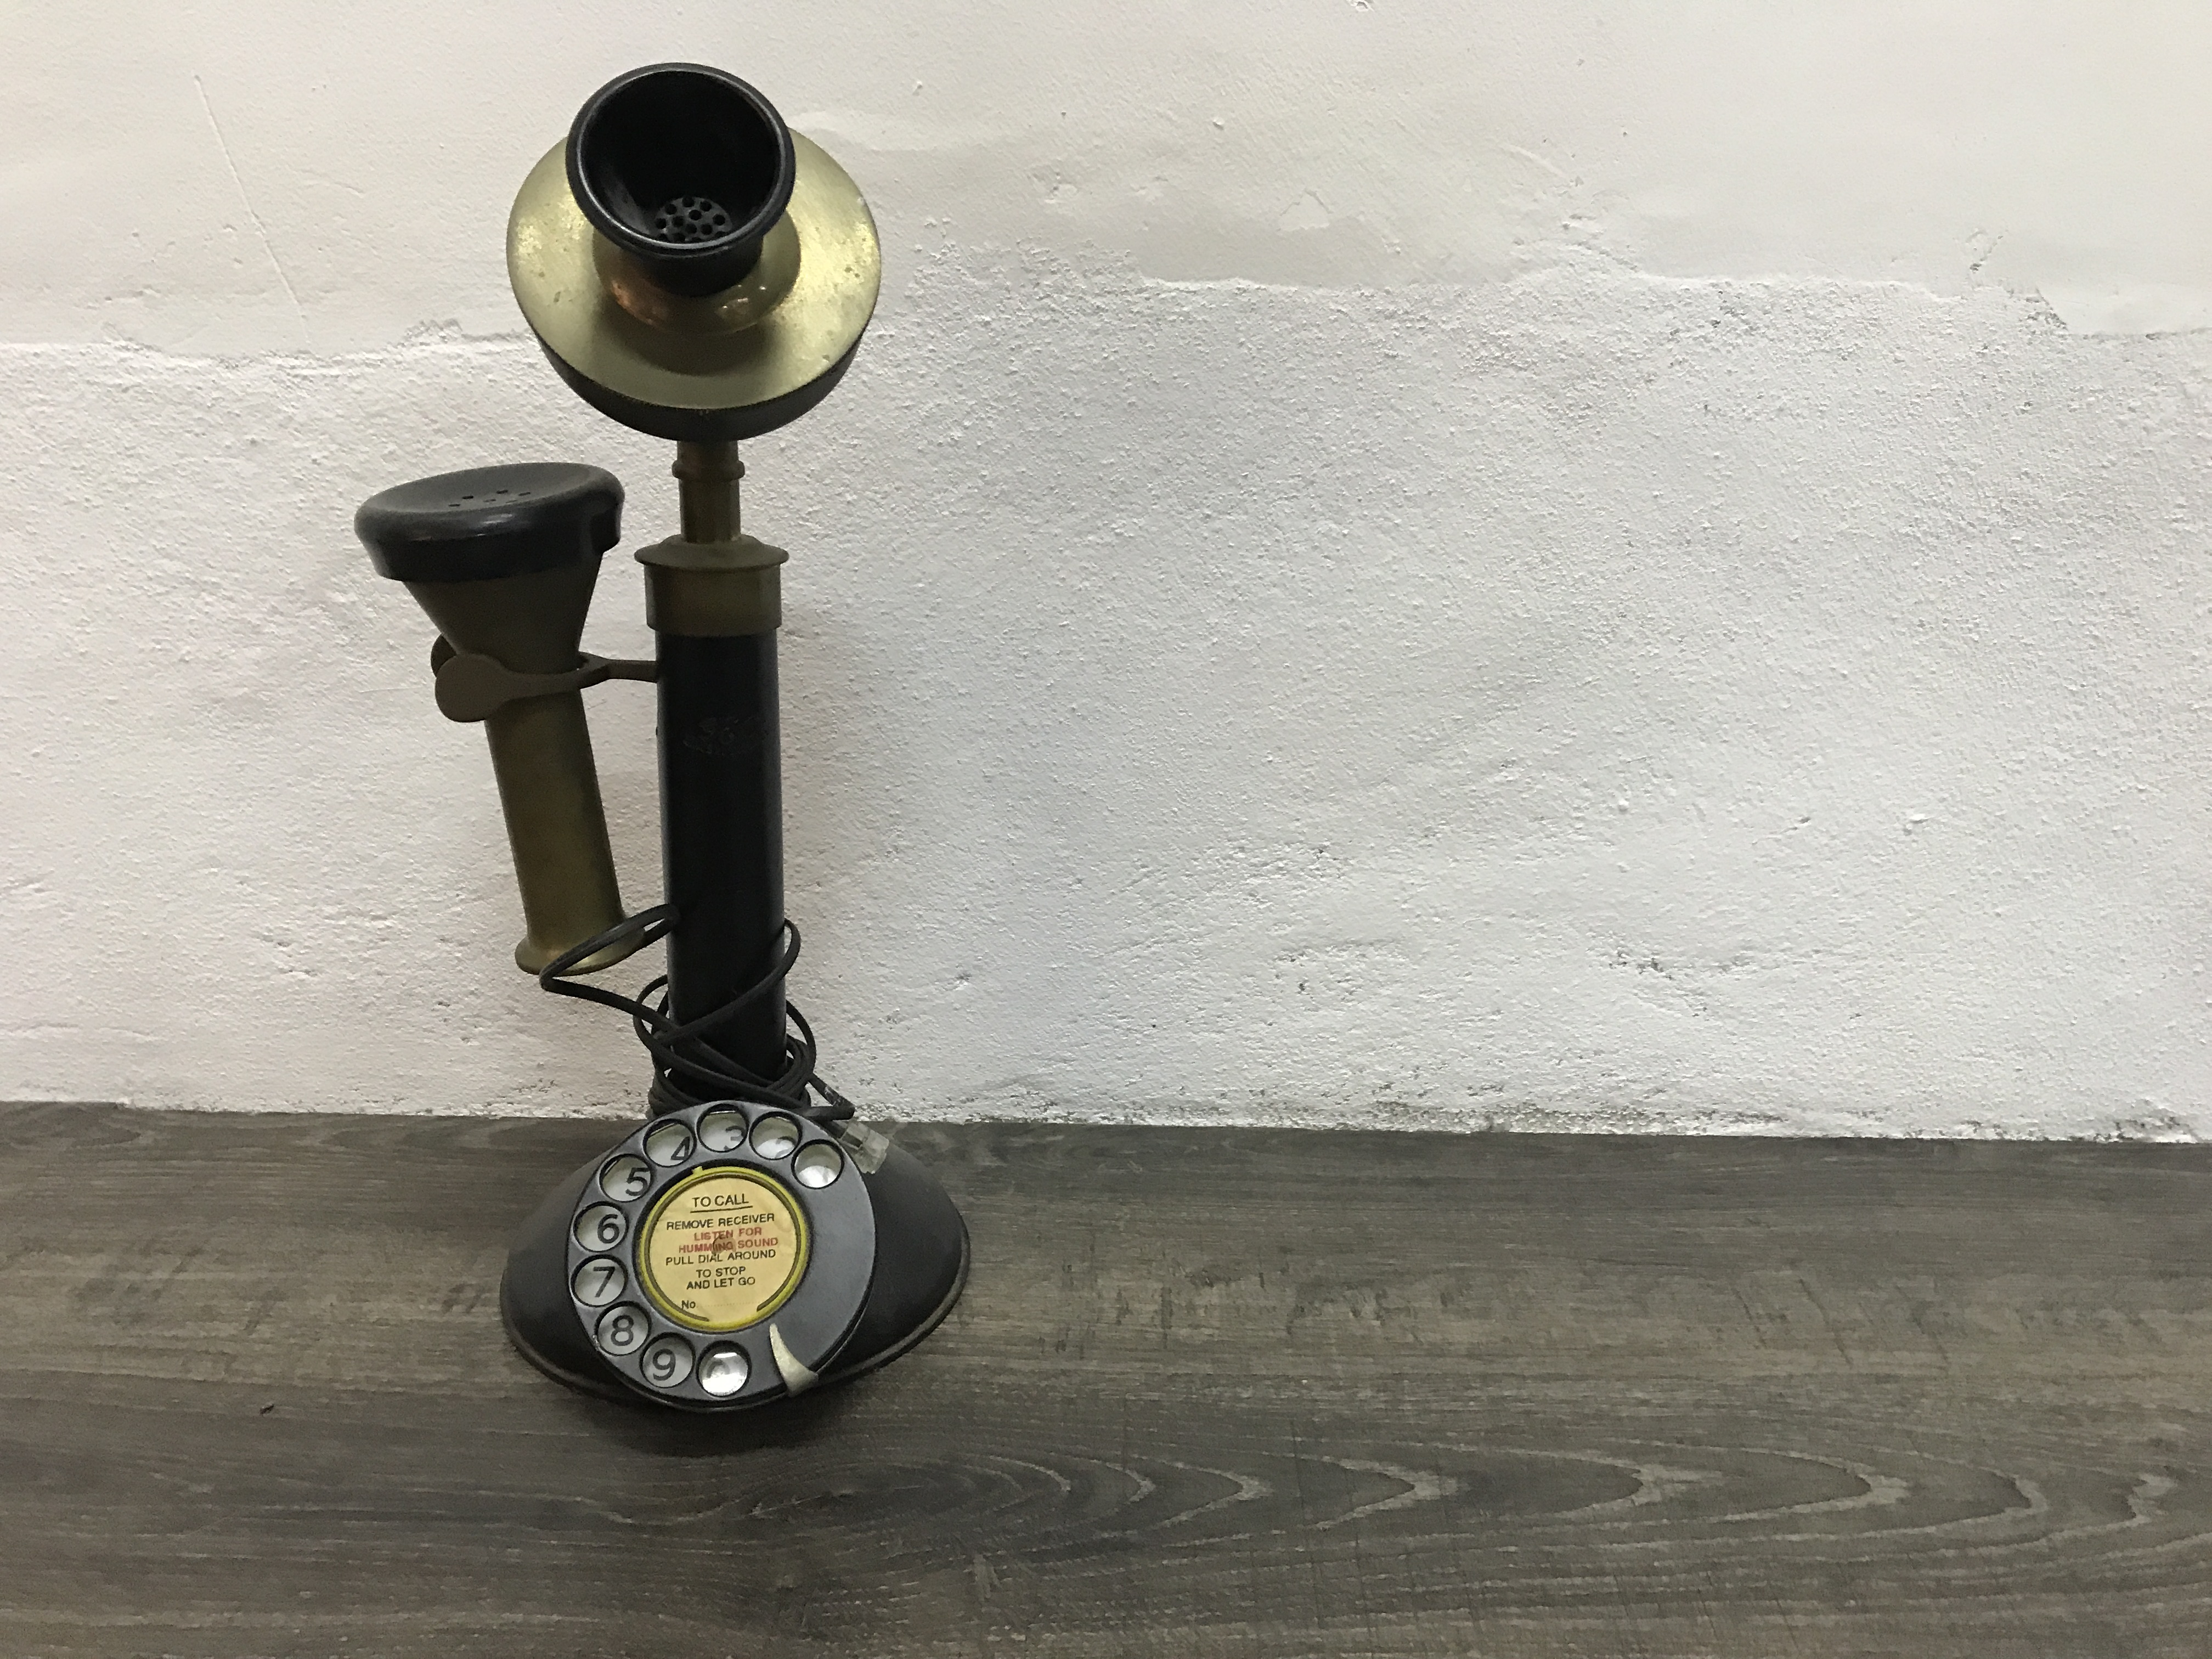 TO CALL
REMOVE RECEIVER
LISTEN FOR
HUMMING SOUND
PULL DIAL AROUND
TO STOP
AND LET GO
No
2
3
4
5
6
7
8
9